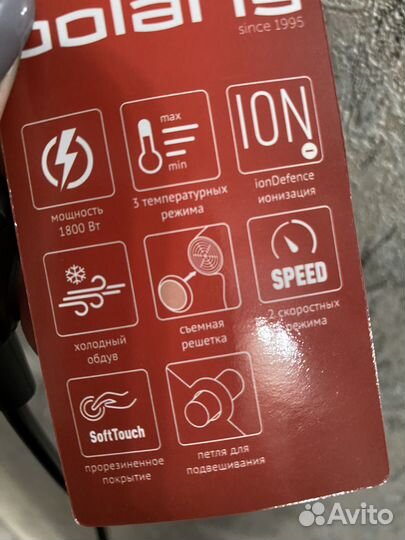 polaris
since 1995
max
min
ION
мощность
1800 Вт
3 температурных
режима
ionDefence
ионизация
SPEED
холодный
обдув
съемная
решетка
2 скоростных
режима
SoftTouch
прорезиненное
покрытие
петля для
подвешивания
Avito